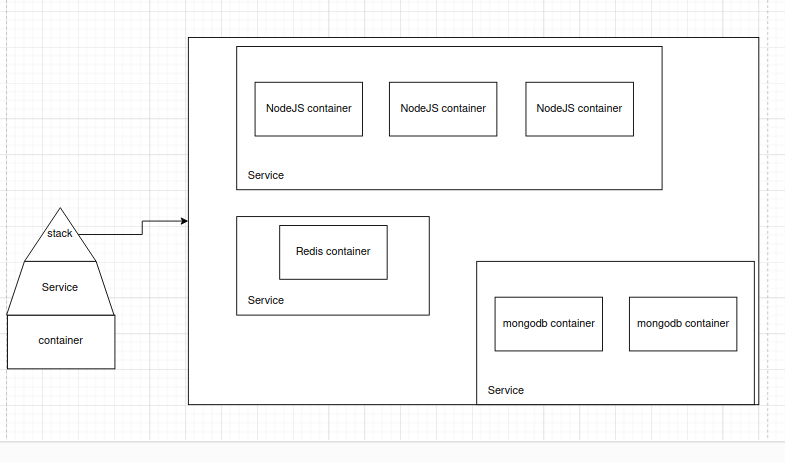 NodeJS container
NodeJS container
NodeJS container
Service
stack
Service
container
Redis container
Service
mongodb container
mongodb container
Service